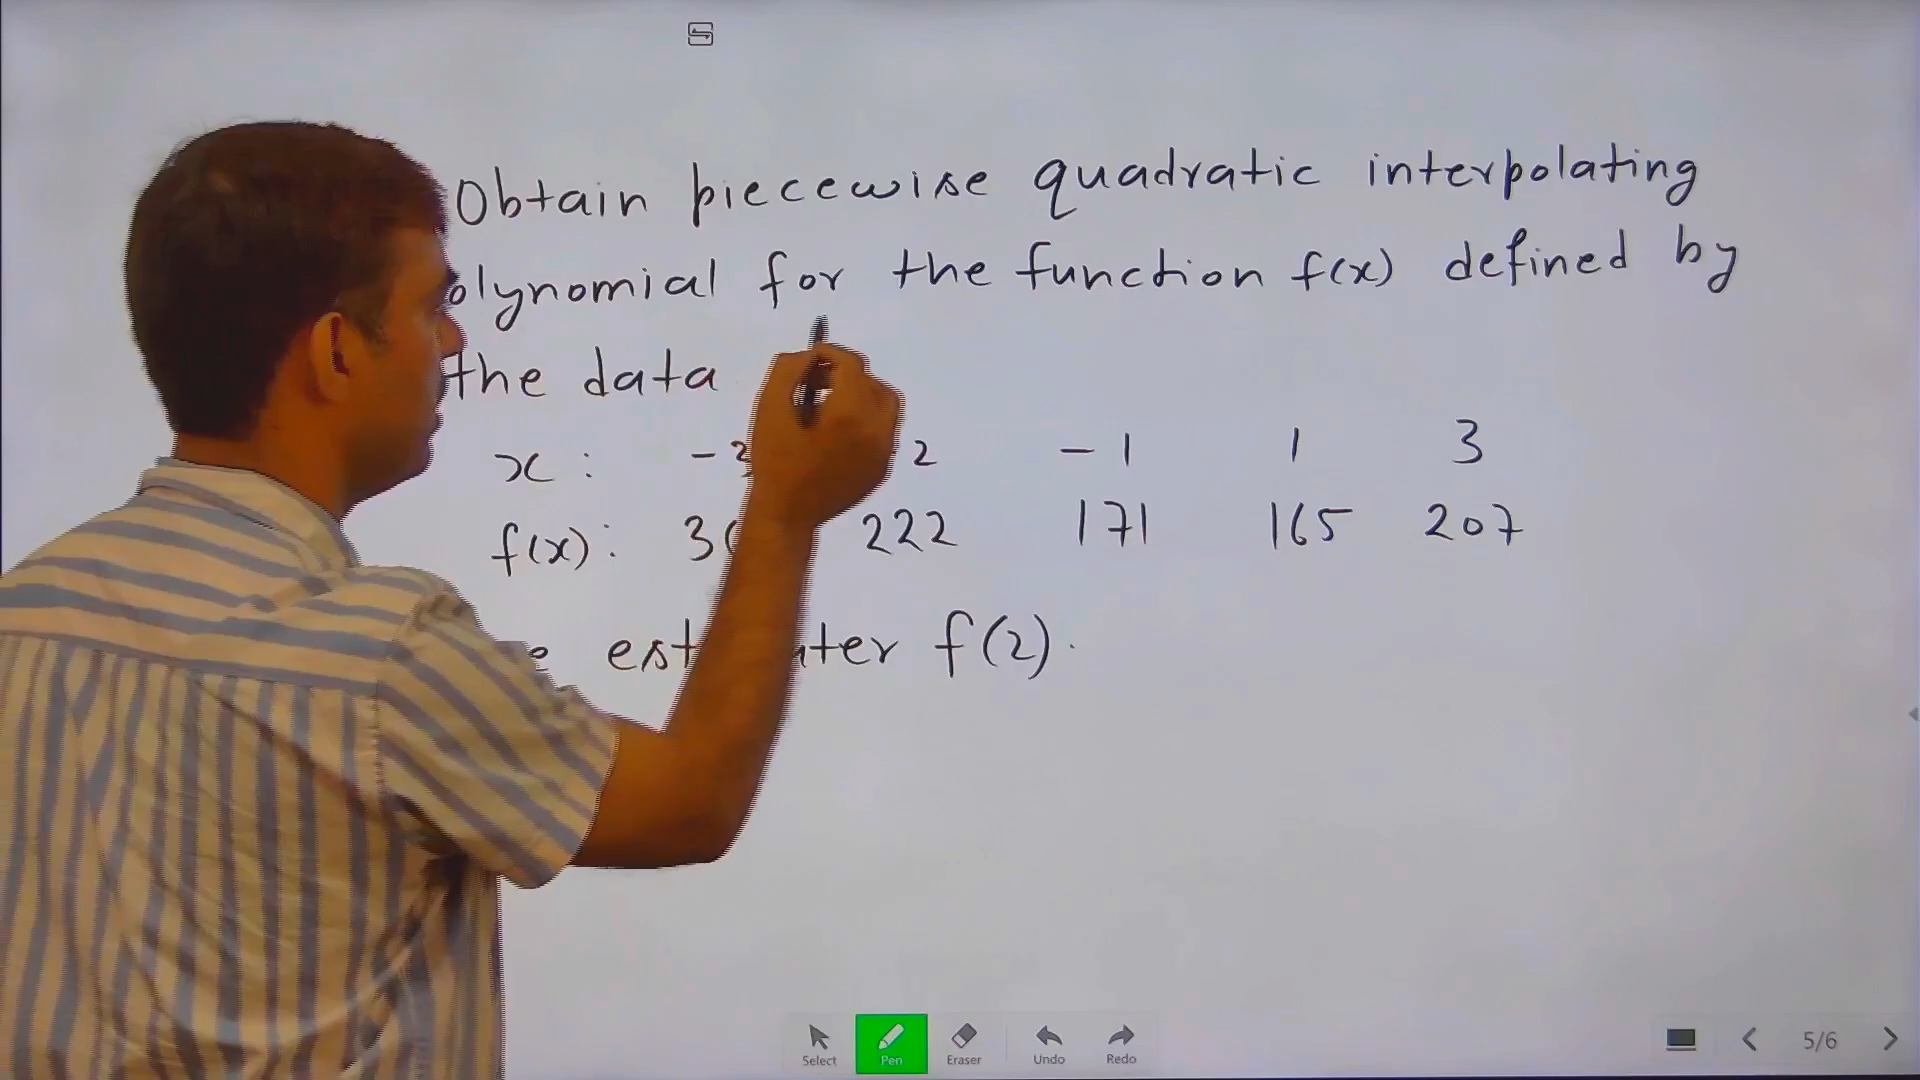 Obtain piecewise quadratic interpolating
olynomial for the function f(x) defined by
the data
x : - 2 - 1 1 3
f(x) : 222 171 165 207
f(2).
Select Pen Eraser Undo Redo 5/6